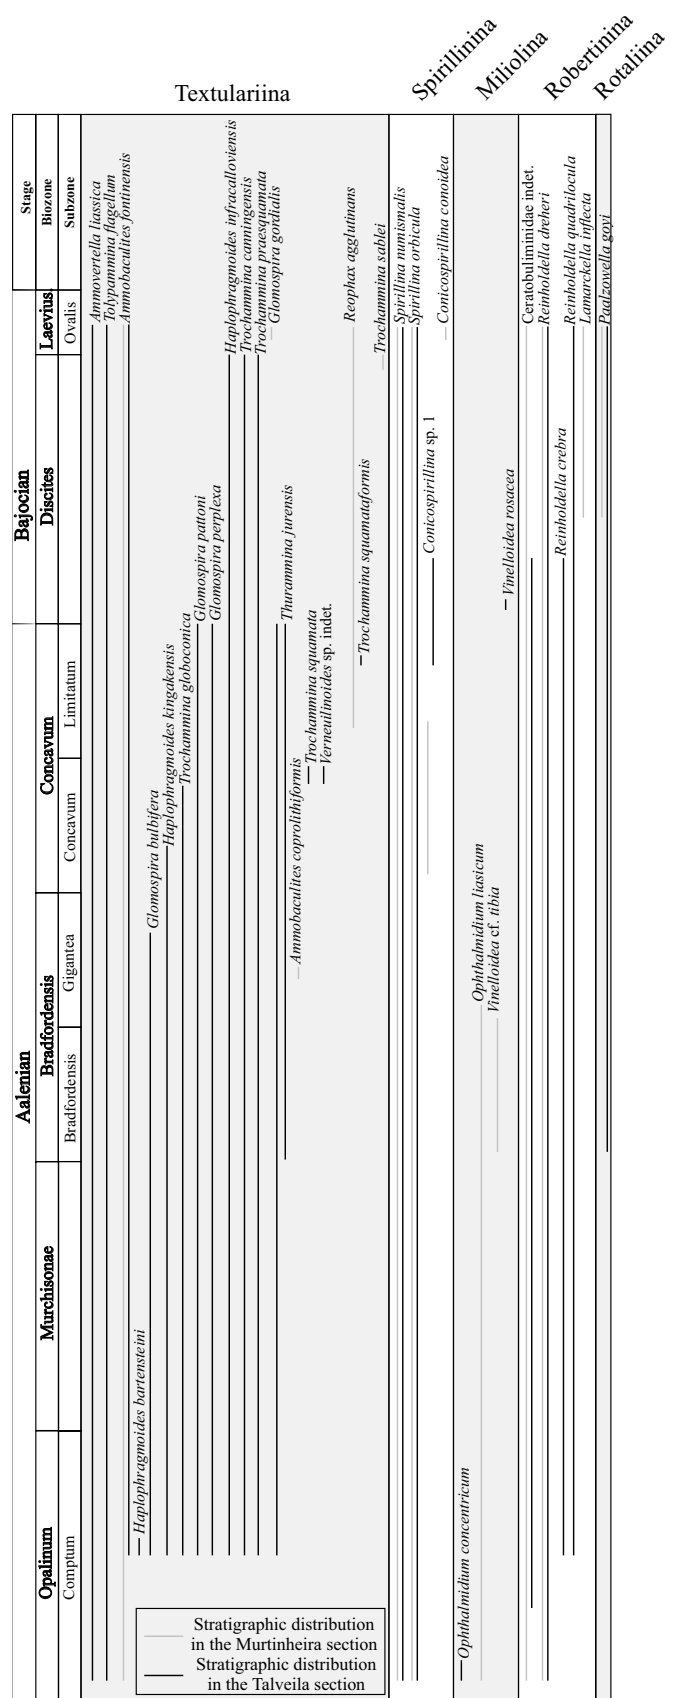 Textulariina
Spirillinina
Miliolina
Robertinina
Rotaliina
Stage
Biozone
Subzone
Bajocian
Aalenian
Laevius.
Discites
Concavum
Bradfordensis
Murchisonae
Opalinum
Ovalis
Limitatum
Concavum
Gigantea
Bradfordensis
Comptum
Ammovertella liassica
Tolypammina flagellum
Ammobaculites fontinensis
Haplophragmoides bartensteini
Glomospira bulbifera
Haplophragmoides kingakensis
Trochammina globoconica
Glomospira pattoni
Glomospira perplexa
Haplophragmoides infracalloviensis
Trochammina canningensis
Trochammina praesquamata
Glomospira gordialis
Thurammina jurensis
Ammobaculites coprolithiformis
Trochammina squamata
Verneuilinoides sp. indet.
Reophax agglutinans
Trochammina squamataformis
Trochammina sablei
Spirillina numismalis
Spirillina orbicula
Conicospirillina sp. 1
Conicospirillina conoidea
Ophthalmidium concentricum
Ophthalmidium liasicum
Vinelloidea cf. tibia
Vinelloidea rosacea
Ceratobuliminidae indet.
Reinholdella dreheri
Reinholdella crebra
Reinholdella quadrilocula
Lamarckella inflecta
Paalzowella goyi
Stratigraphic distribution
in the Murtinheira section
Stratigraphic distribution
in the Talveila section